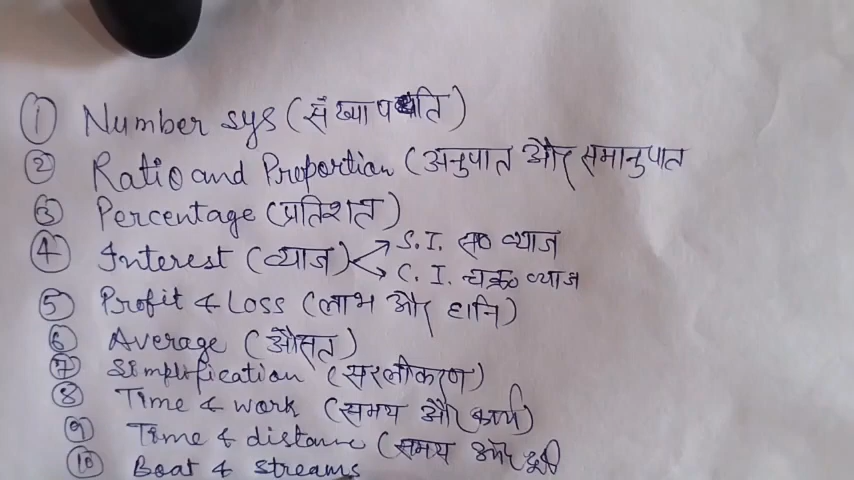 ① Number sys (संख्या पद्धति)
② Ratio and Proportion (अनुपात और समानुपात
③ Percentage (प्रतिशत)
④ Interest (व्याज) S.I. स० व्याज
C.I. चक्र० व्याज
⑤ Profit & Loss (लाभ और हानि)
⑥ Average (औसत)
⑦ Simplification (सरलीकरण)
⑧ Time & work (समय और कार्य)
⑨ Time & distance (समय और दूरी
⑩ Boat & streams